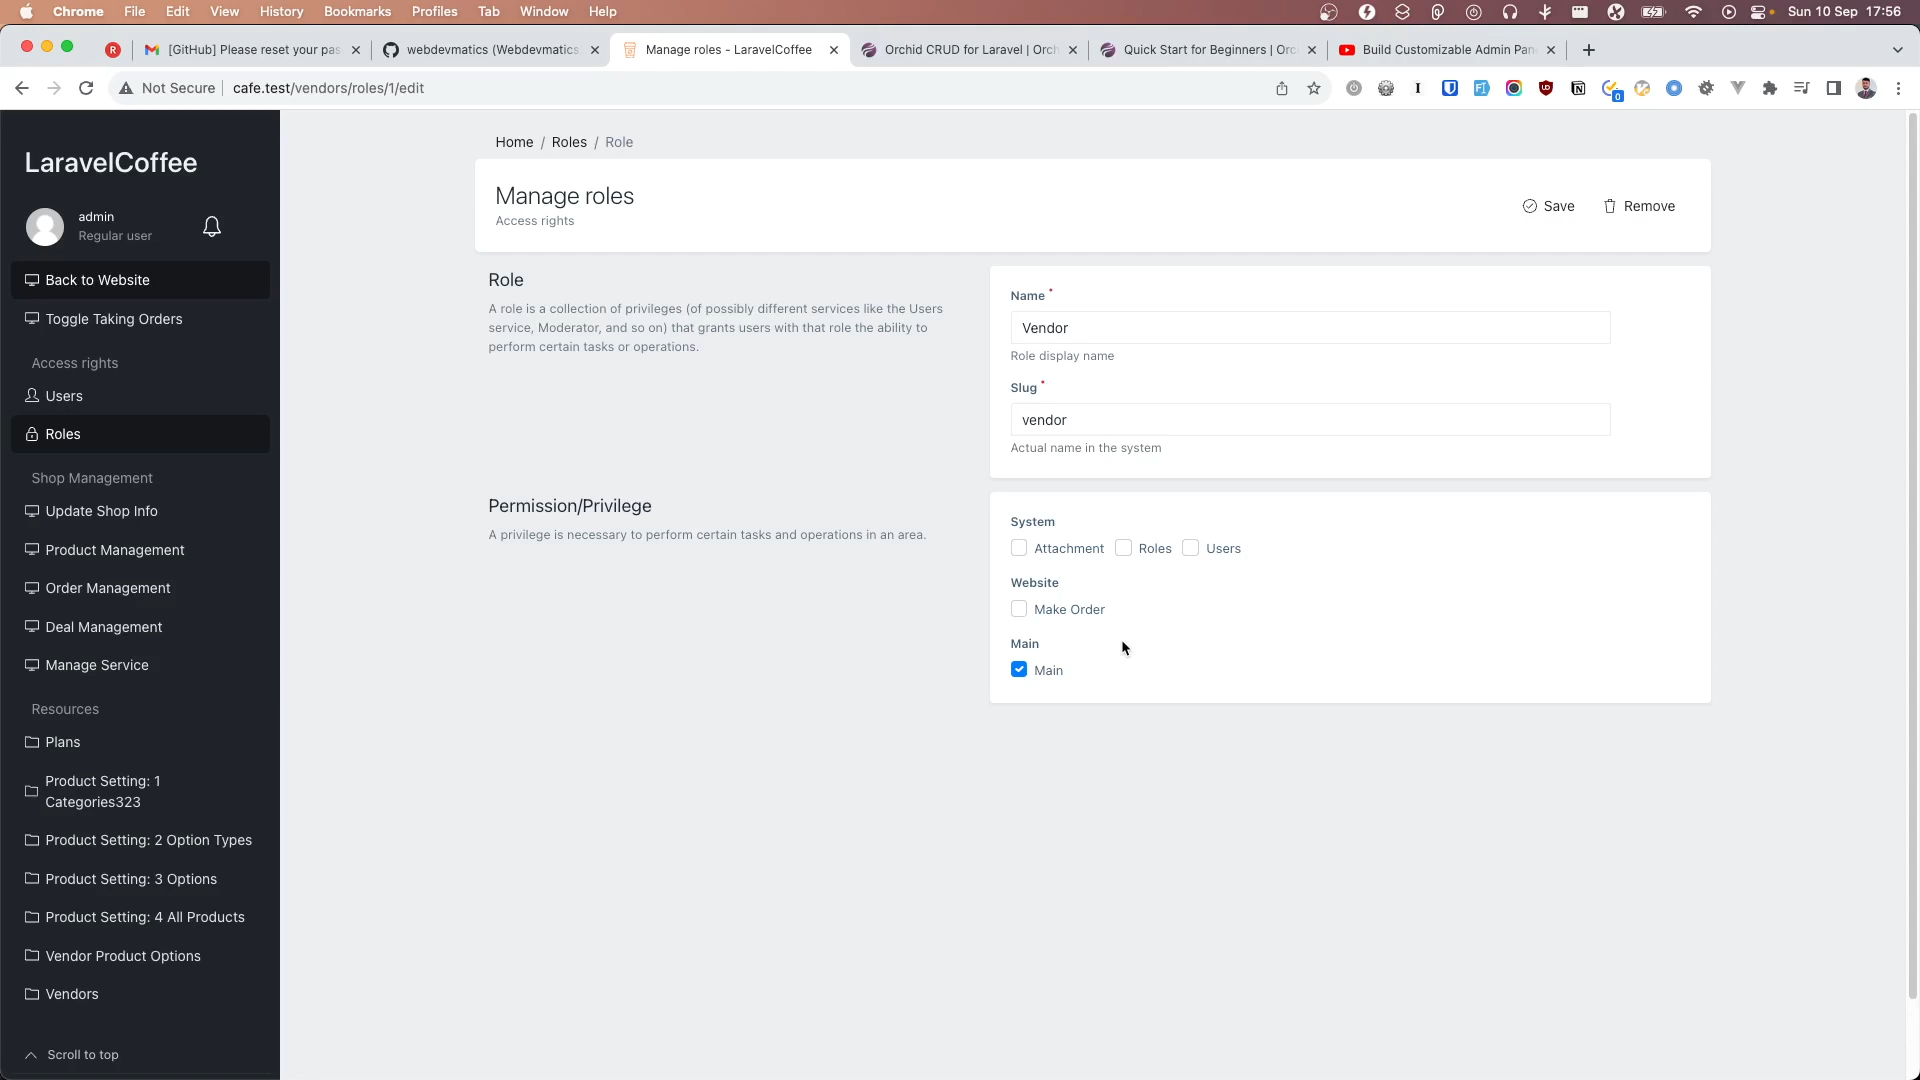 Chrome File Edit View History Bookmarks Profiles Tab Window Help Sun 10 Sep 17:56
R [GitHub] Please reset your pas webdevmatics (Webdevmatics Manage roles - LaravelCoffee Orchid CRUD for Laravel | Orch Quick Start for Beginners | Orc Build Customizable Admin Pan
Not Secure cafe.test/vendors/roles/1/edit
LaravelCoffee
admin
Regular user
Back to Website
Toggle Taking Orders
Access rights
Users
Roles
Shop Management
Update Shop Info
Product Management
Order Management
Deal Management
Manage Service
Resources
Plans
Product Setting: 1
Categories323
Product Setting: 2 Option Types
Product Setting: 3 Options
Product Setting: 4 All Products
Vendor Product Options
Vendors
Scroll to top
Home / Roles / Role
Manage roles
Access rights
Save Remove
Role
A role is a collection of privileges (of possibly different services like the Users
service, Moderator, and so on) that grants users with that role the ability to
perform certain tasks or operations.
Name *
Vendor
Role display name
Slug *
vendor
Actual name in the system
Permission/Privilege
A privilege is necessary to perform certain tasks and operations in an area.
System
Attachment Roles Users
Website
Make Order
Main
Main